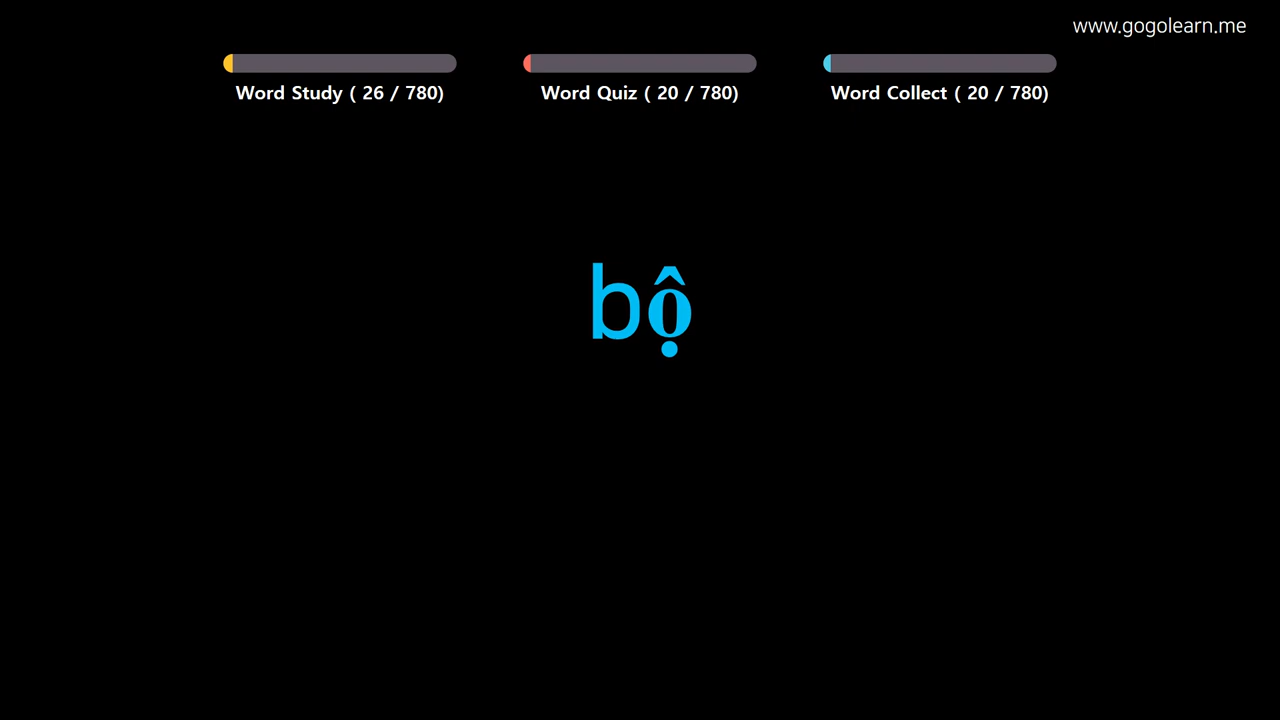 www.gogolearn.me
Word Study ( 26 / 780)
Word Quiz ( 20 / 780)
Word Collect ( 20 / 780)
bộ